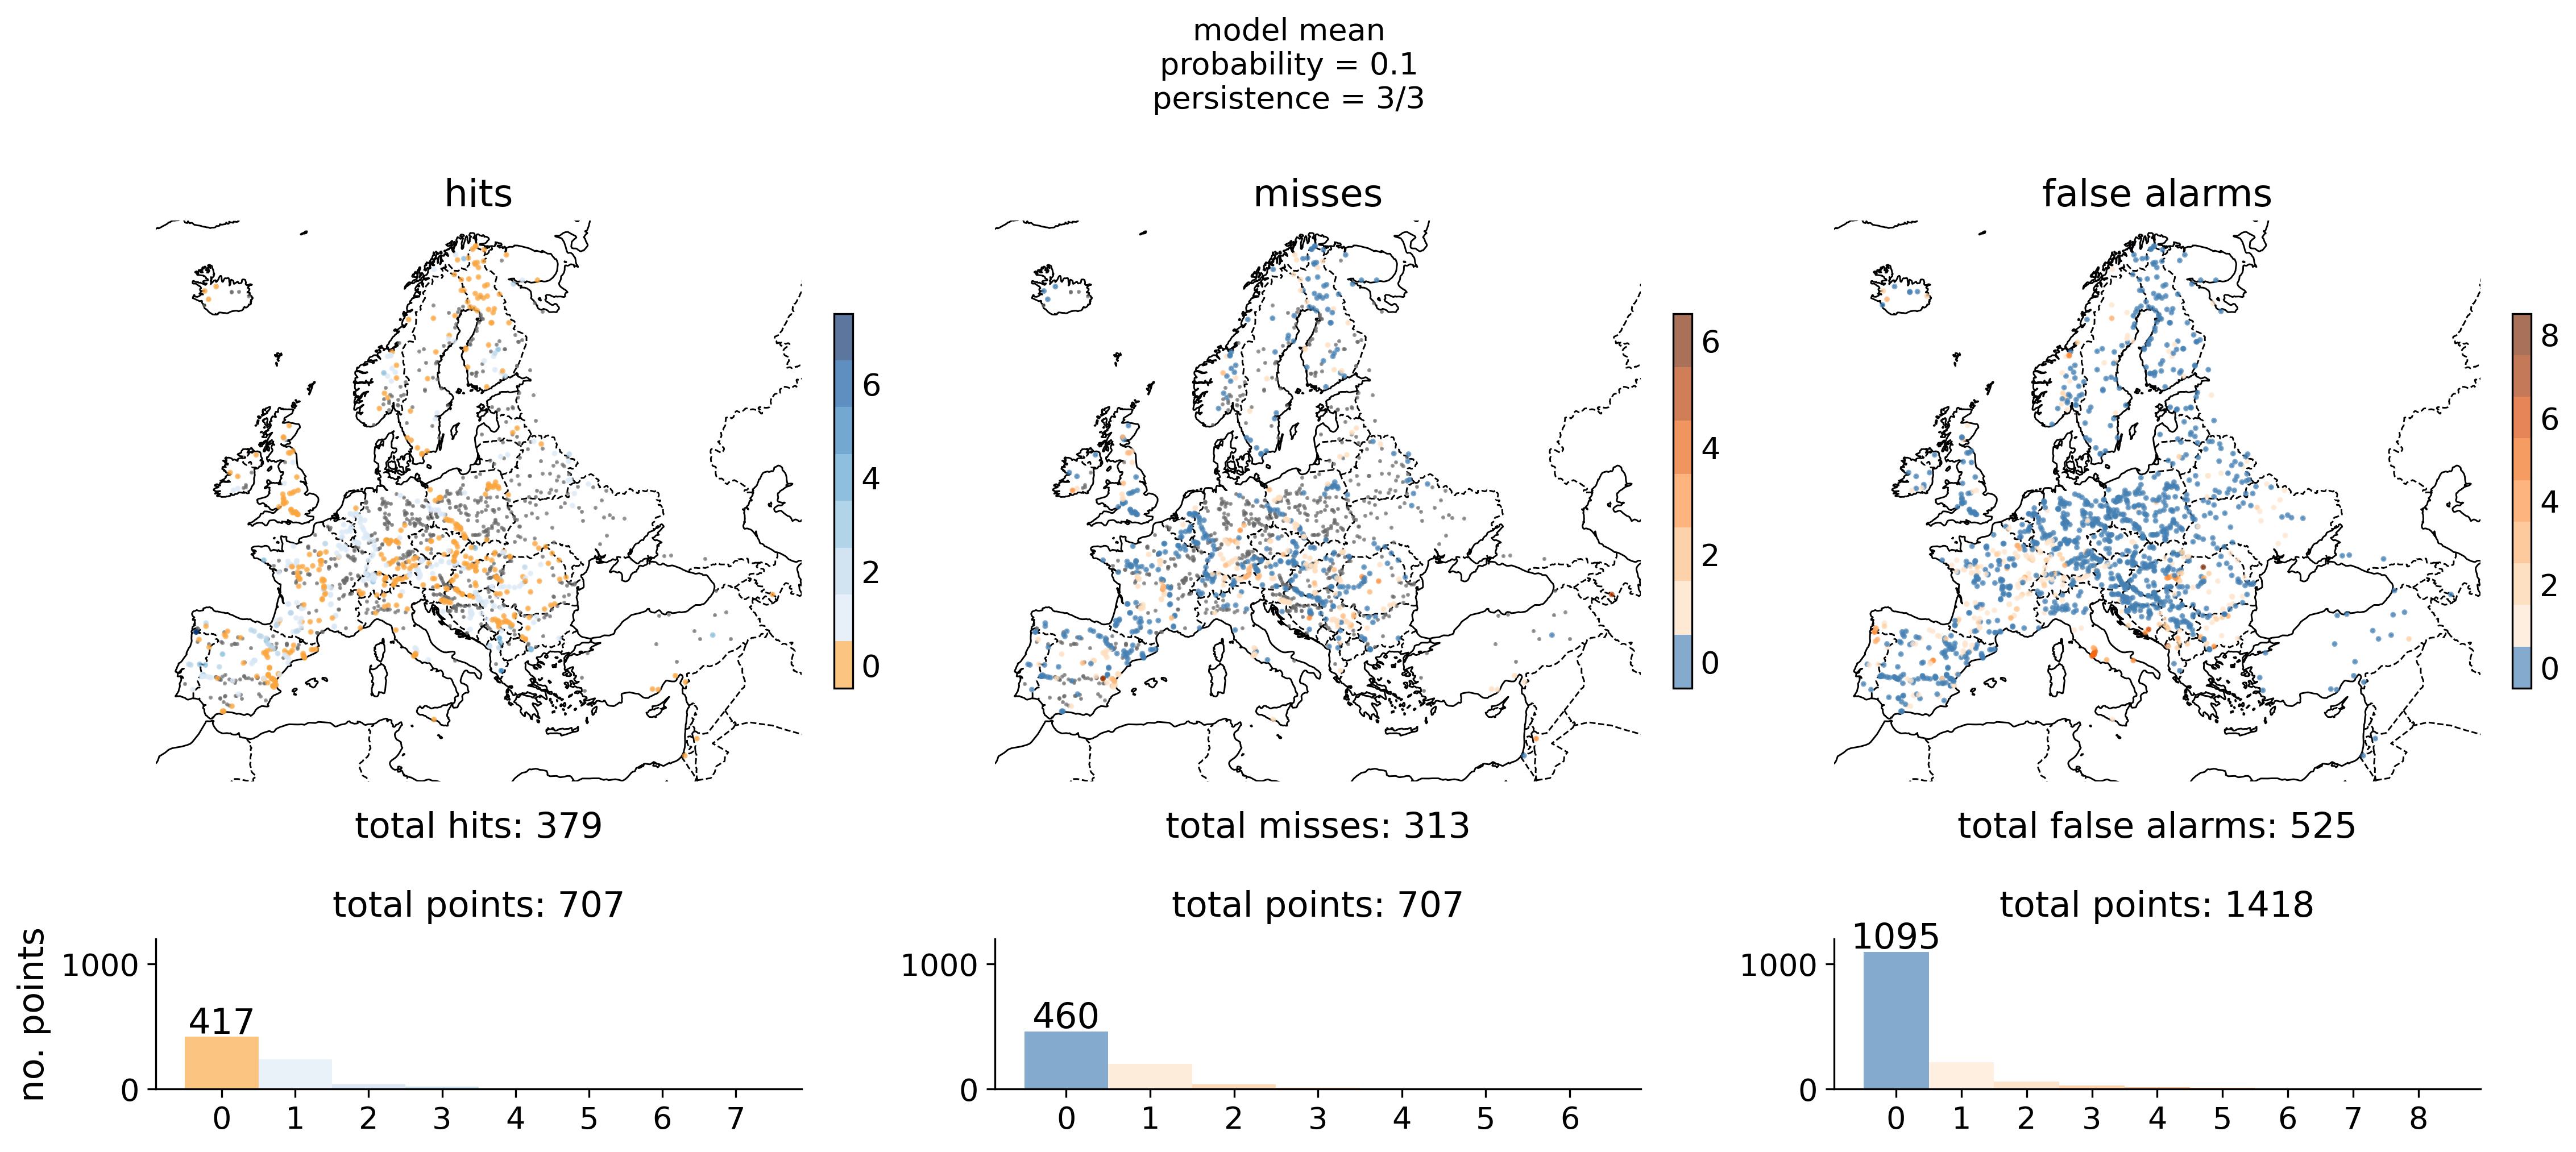 model mean
probability = 0.1
persistence = 3/3
hits
misses
false alarms
6
4
2
0
6
4
2
0
8
6
4
2
0
total hits: 379
total misses: 313
total false alarms: 525
total points: 707
total points: 707
total points: 1418
no. points
1000
0
417
0 1 2 3 4 5 6 7
1000
0
460
0 1 2 3 4 5 6
1000
0
1095
0 1 2 3 4 5 6 7 8